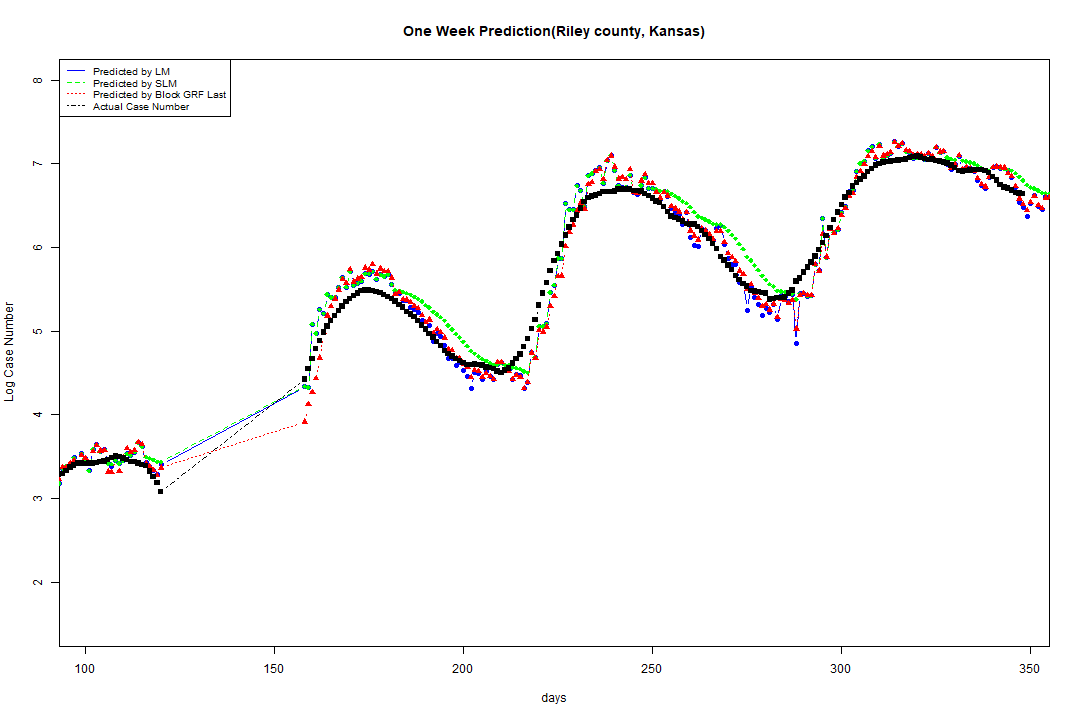 One Week Prediction(Riley county, Kansas)
Predicted by LM
Predicted by SLM
Predicted by Block GRF Last
Actual Case Number
Log Case Number
8
7
6
5
4
3
2
100 150 200 250 300 350
days